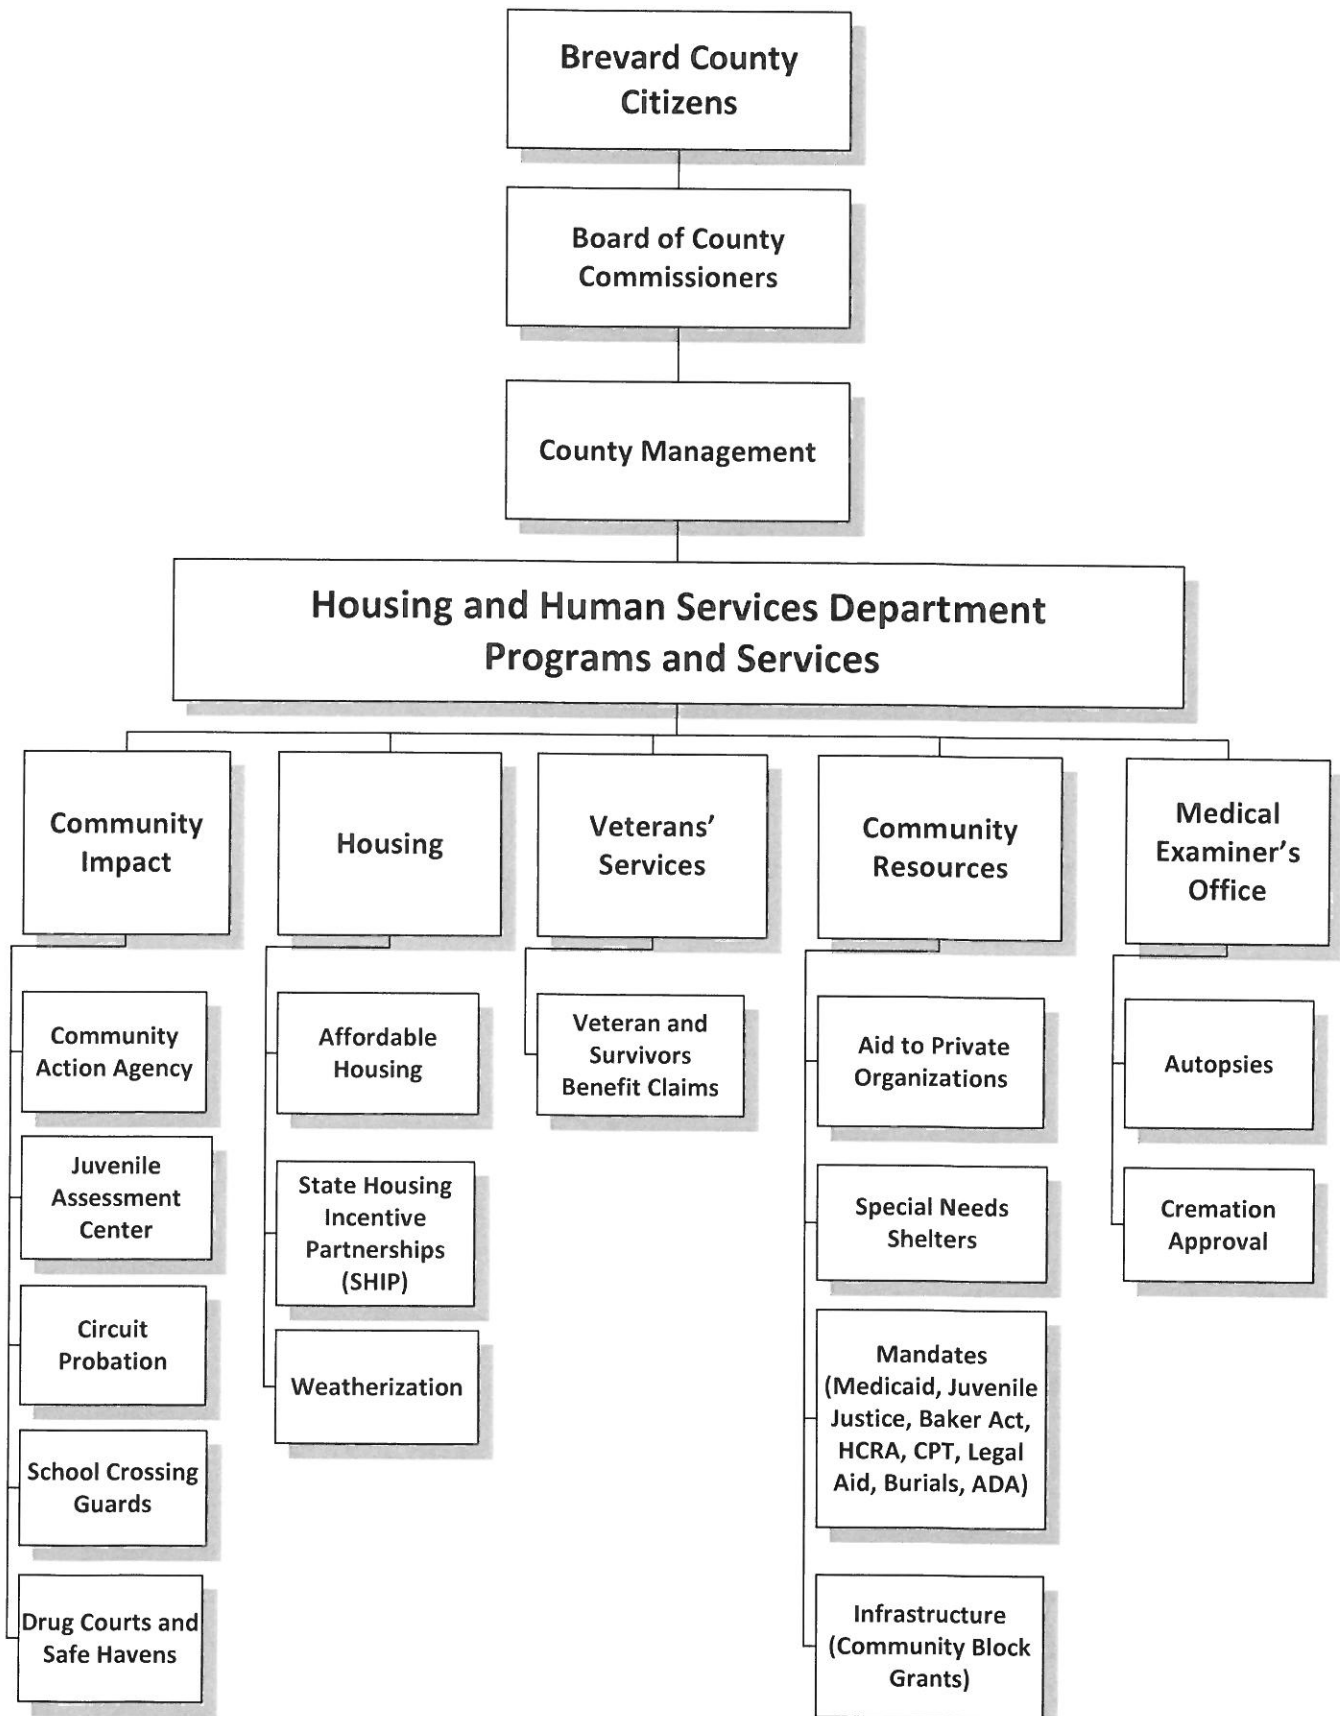 Brevard County
Citizens
Board of County
Commissioners
County Management
Housing and Human Services Department
Programs and Services
Community
Impact
Housing
Veterans’
Services
Community
Resources
Medical
Examiner’s
Office
Community
Action Agency
Juvenile
Assessment
Center
Circuit
Probation
School Crossing
Guards
Drug Courts and
Safe Havens
Affordable
Housing
State Housing
Incentive
Partnerships
(SHIP)
Weatherization
Veteran and
Survivors
Benefit Claims
Aid to Private
Organizations
Special Needs
Shelters
Mandates
(Medicaid, Juvenile
Justice, Baker Act,
HCRA, CPT, Legal
Aid, Burials, ADA)
Infrastructure
(Community Block
Grants)
Autopsies
Cremation
Approval